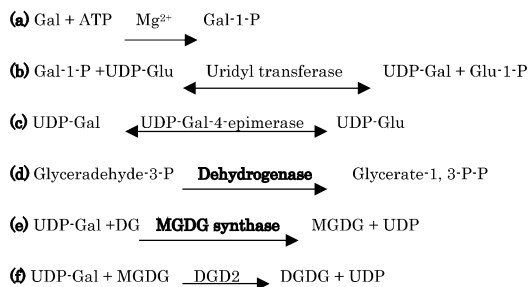 (a) Gal + ATP Mg²⁺ Gal-1-P
(b) Gal-1-P +UDP-Glu Uridyl transferase UDP-Gal + Glu-1-P
(c) UDP-Gal UDP-Gal-4-epimerase UDP-Glu
(d) Glyceradehyde-3-P Dehydrogenase Glycerate-1, 3-P-P
(e) UDP-Gal +DG MGDG synthase MGDG + UDP
(f) UDP-Gal + MGDG DGD2 DGDG + UDP